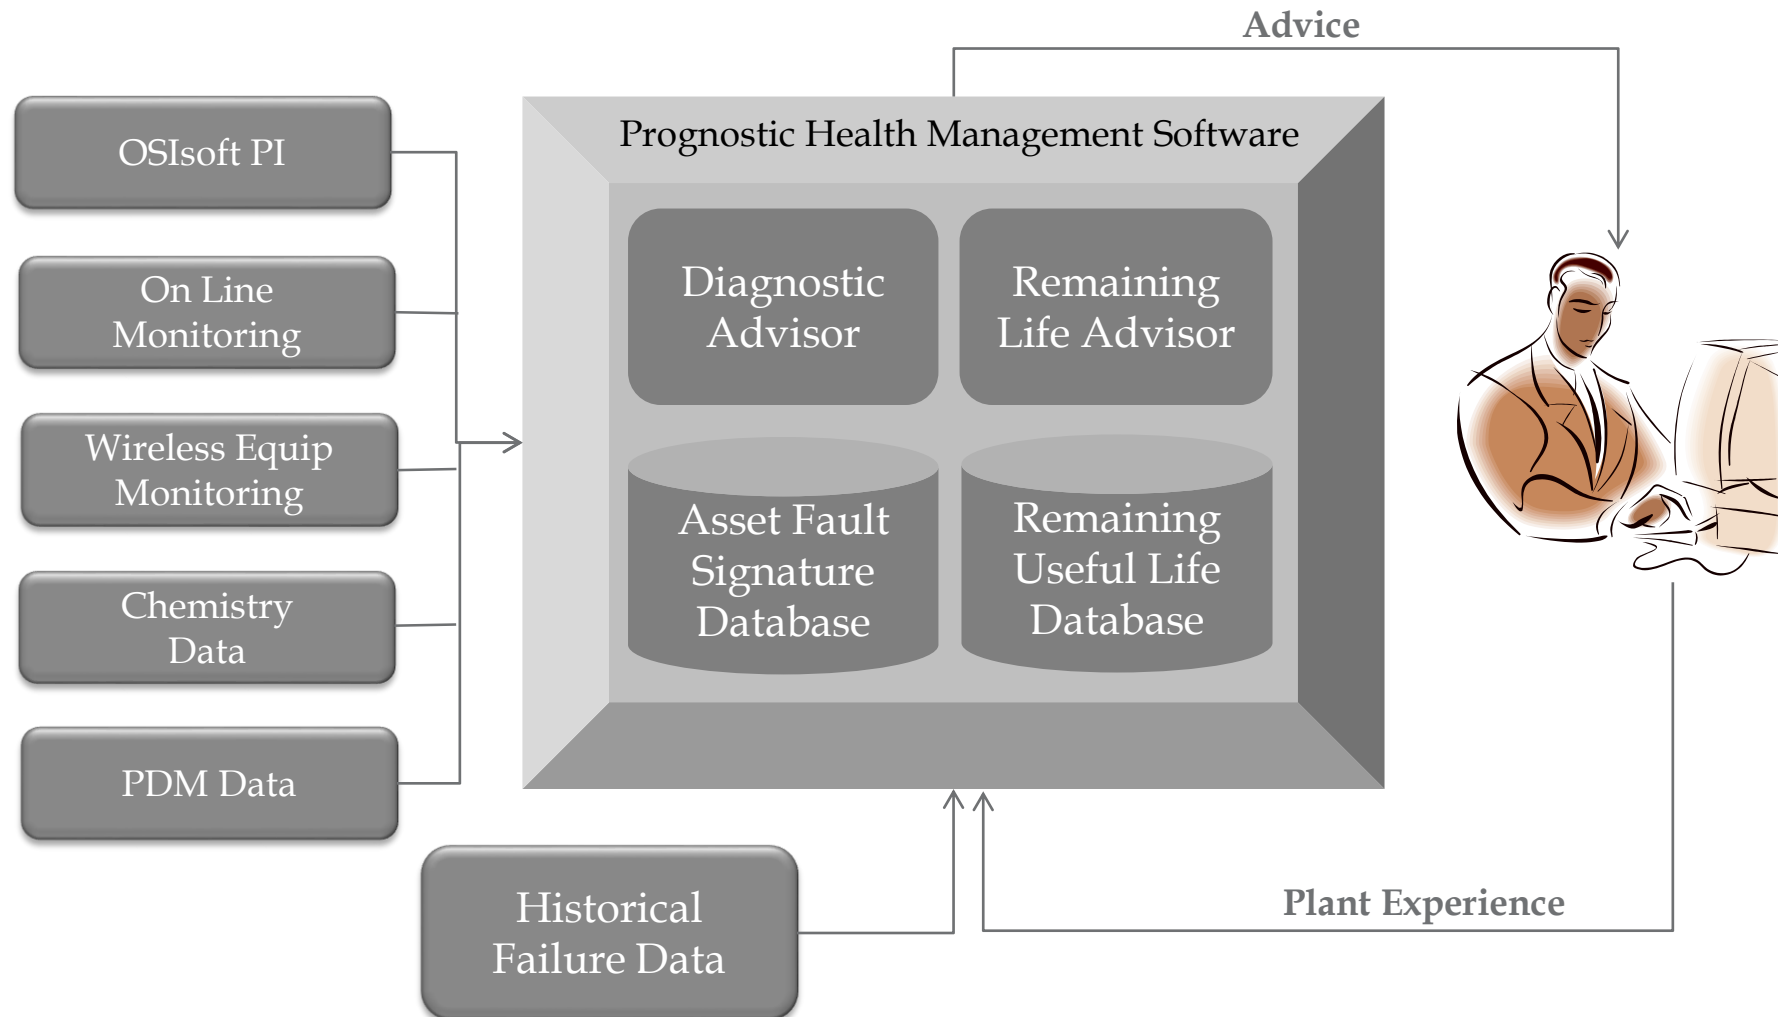 Advice
Prognostic Health Management Software
OSIsoft PI
On Line
Monitoring
Wireless Equip
Monitoring
Chemistry
Data
PDM Data
Diagnostic
Advisor
Remaining
Life Advisor
Asset Fault
Signature
Database
Remaining
Useful Life
Database
Historical
Failure Data
Plant Experience